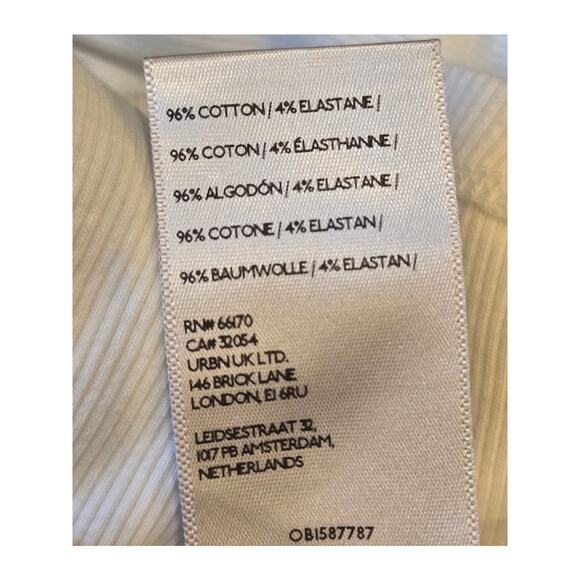 96% COTTON / 4% ELASTANE /
96% COTON / 4% ÉLASTHANNE /
96% ALGODÓN / 4% ELASTANE /
96% COTONE / 4% ELASTAN /
96% BAUMWOLLE / 4% ELASTAN /
RN# 66170
CA# 32054
URBN UK LTD.
146 BRICK LANE
LONDON, E1 6RU
LEIDSESTRAAT 32,
1017 PB AMSTERDAM,
NETHERLANDS
OB1587787